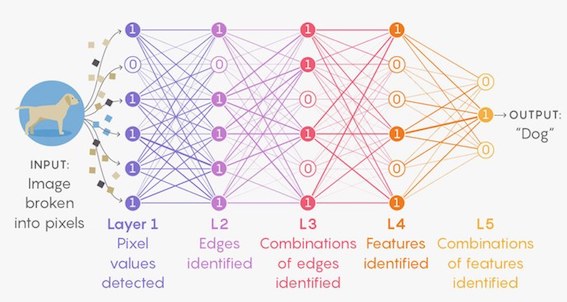 1 1 1 1
0 0 1 0
0
1 1 0 0
1 OUTPUT:
"Dog"
1 1 1 1
0
1 1 0 0
1 1 1 1
INPUT:
Image
broken
into pixels
Layer 1
Pixel
values
detected
L2
Edges
identified
L3
Combinations
of edges
identified
L4
Features
identified
L5
Combinations
of features
identified